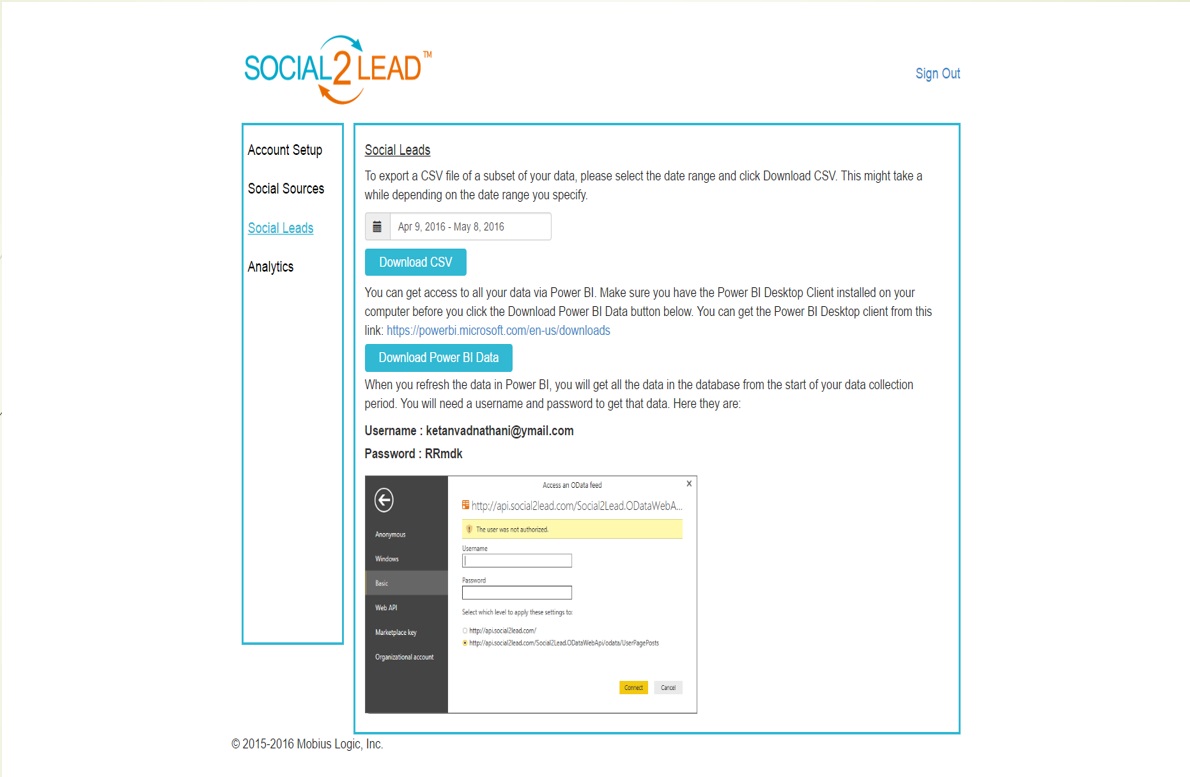 SOCIAL2LEAD™
Sign Out
Account Setup
Social Sources
Social Leads
Analytics
Social Leads
To export a CSV file of a subset of your data, please select the date range and click Download CSV. This might take a
while depending on the date range you specify.
Apr 9, 2016 - May 8, 2016
Download CSV
You can get access to all your data via Power BI. Make sure you have the Power BI Desktop Client installed on your
computer before you click the Download Power BI Data button below. You can get the Power BI Desktop client from this
link: https://powerbi.microsoft.com/en-us/downloads
Download Power BI Data
When you refresh the data in Power BI, you will get all the data in the database from the start of your data collection
period. You will need a username and password to get that data. Here they are:
Username : ketanvadnathani@ymail.com
Password : RRmdk
Access an OData feed
x
http://api.social2lead.com/Social2Lead.ODataWebA...
The user was not authorized.
Anonymous
Windows
Basic
Web API
Marketplace key
Organizational account
Username
Password
Select which level to apply these settings to:
http://api.social2lead.com/
http://api.social2lead.com/Social2Lead.ODataWebApi/odata/UserPagePosts
Connect
Cancel
© 2015-2016 Mobius Logic, Inc.